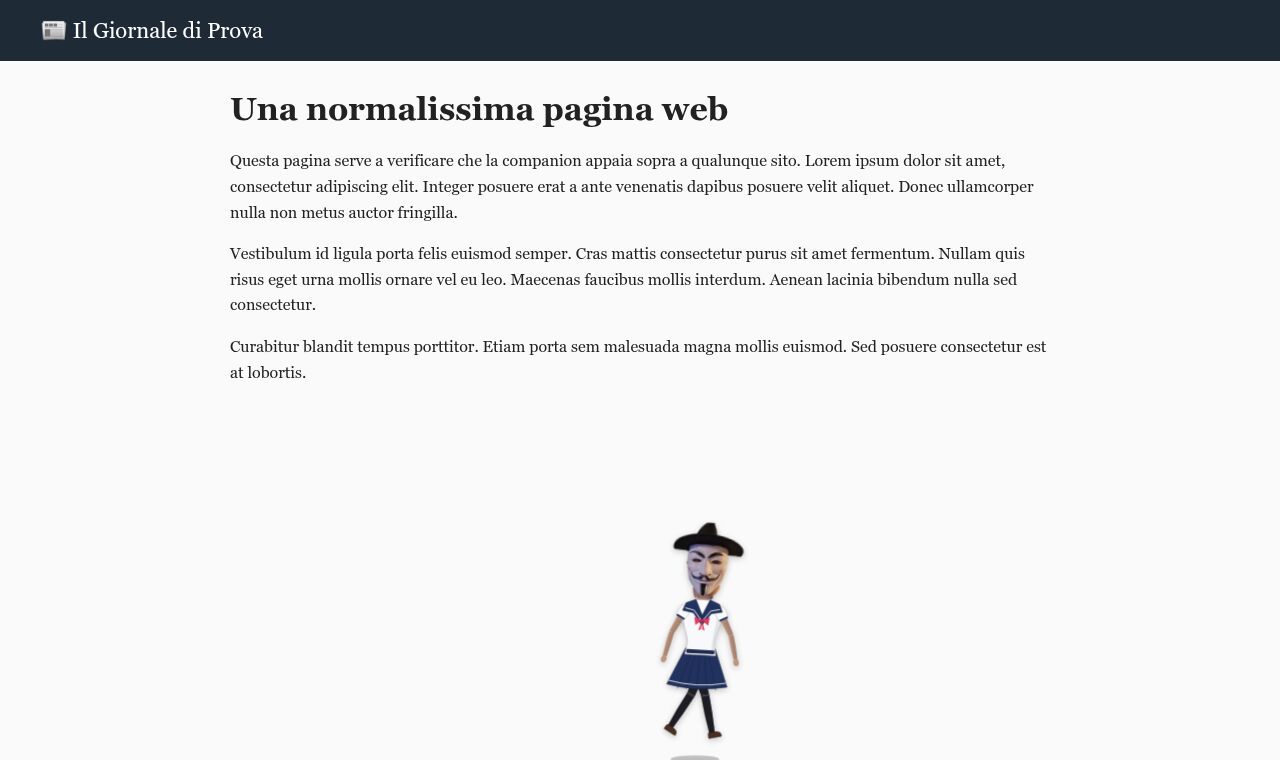 Il Giornale di Prova
Una normalissima pagina web
Questa pagina serve a verificare che la companion appaia sopra a qualunque sito. Lorem ipsum dolor sit amet,
consectetur adipiscing elit. Integer posuere erat a ante venenatis dapibus posuere velit aliquet. Donec ullamcorper
nulla non metus auctor fringilla.
Vestibulum id ligula porta felis euismod semper. Cras mattis consectetur purus sit amet fermentum. Nullam quis
risus eget urna mollis ornare vel eu leo. Maecenas faucibus mollis interdum. Aenean lacinia bibendum nulla sed
consectetur.
Curabitur blandit tempus porttitor. Etiam porta sem malesuada magna mollis euismod. Sed posuere consectetur est
at lobortis.